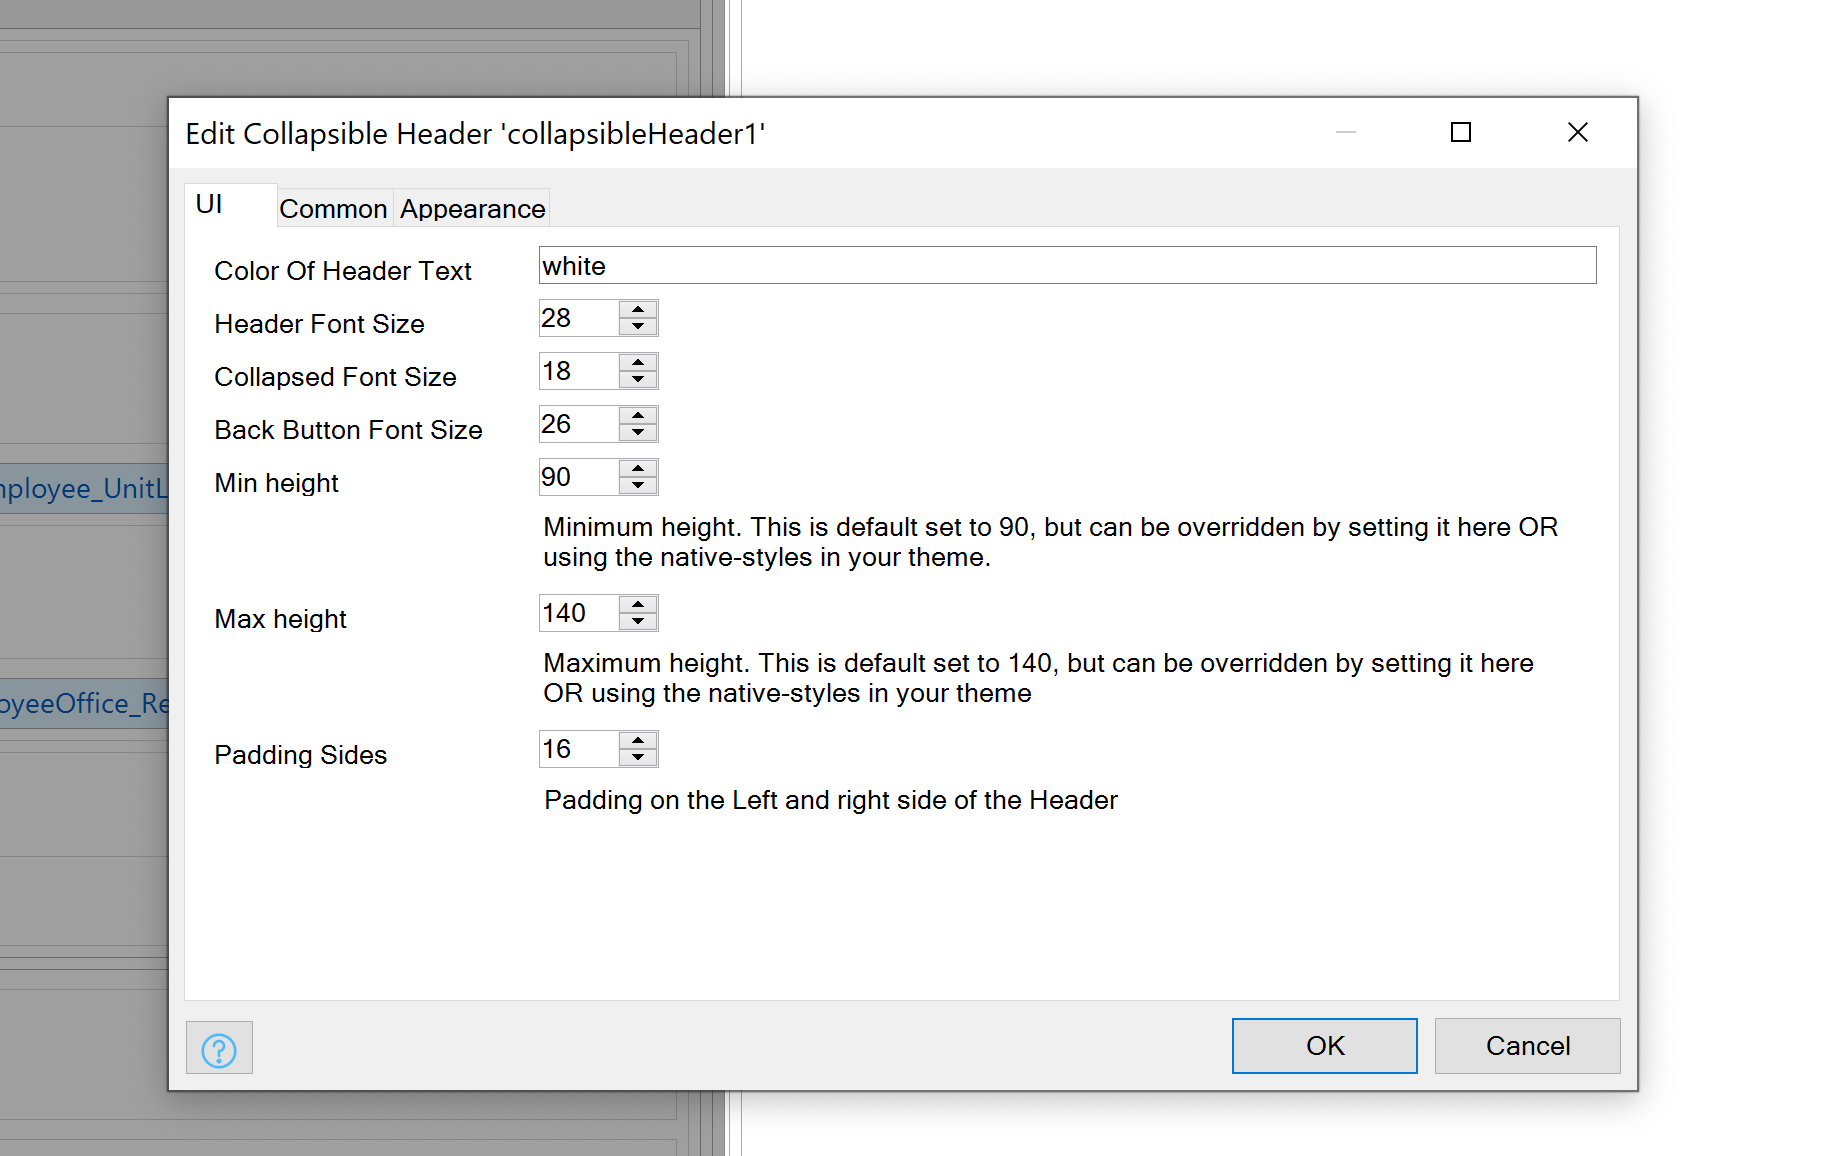 Edit Collapsible Header 'collapsibleHeader1'
UI
Common
Appearance
Color Of Header Text
white
Header Font Size
28
Collapsed Font Size
18
Back Button Font Size
26
Min height
90
Minimum height. This is default set to 90, but can be overridden by setting it here OR
using the native-styles in your theme.
Max height
140
Maximum height. This is default set to 140, but can be overridden by setting it here
OR using the native-styles in your theme
Padding Sides
16
Padding on the Left and right side of the Header
?
OK
Cancel
mployee_UnitL
oyeeOffice_Re